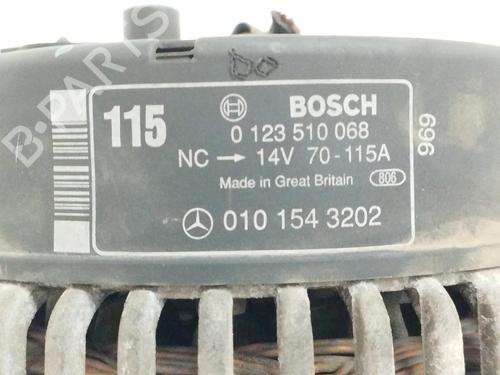 B-PARTS
115
BOSCH
0 123 510 068
NC → 14V 70-115A
Made in Great Britain 806
010 154 3202
969